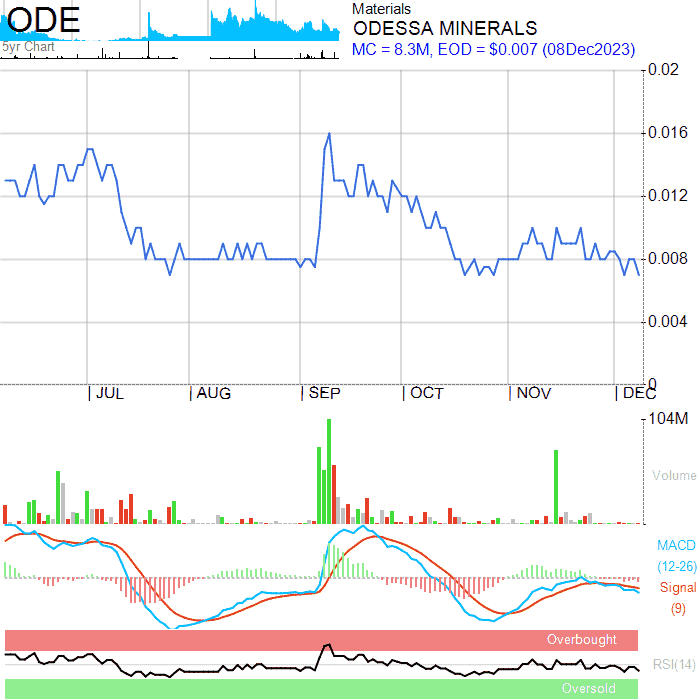 ODE
5yr Chart
Materials
ODESSA MINERALS
MC = 8.3M, EOD = $0.007 (08Dec2023)
0.02
0.016
0.012
0.008
0.004
0
JUL AUG SEP OCT NOV DEC
104M
Volume
MACD
(12-26)
Signal
(9)
Overbought
RSI(14)
Oversold